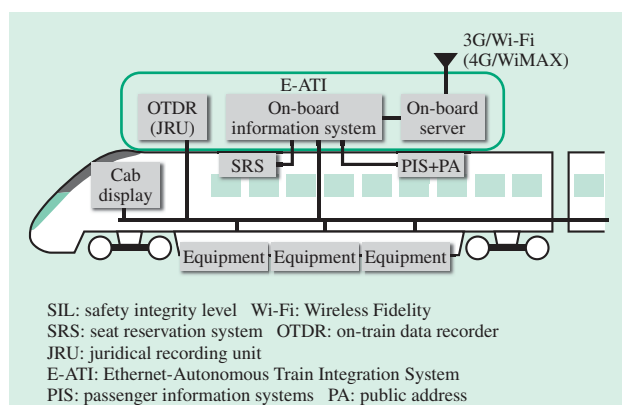 3G/Wi-Fi
(4G/WiMAX)
E-ATI
OTDR
(JRU)
On-board
information system
On-board
server
SRS
PIS+PA
Cab
display
Equipment
Equipment
Equipment
SIL: safety integrity level Wi-Fi: Wireless Fidelity
SRS: seat reservation system OTDR: on-train data recorder
JRU: juridical recording unit
E-ATI: Ethernet-Autonomous Train Integration System
PIS: passenger information systems PA: public address